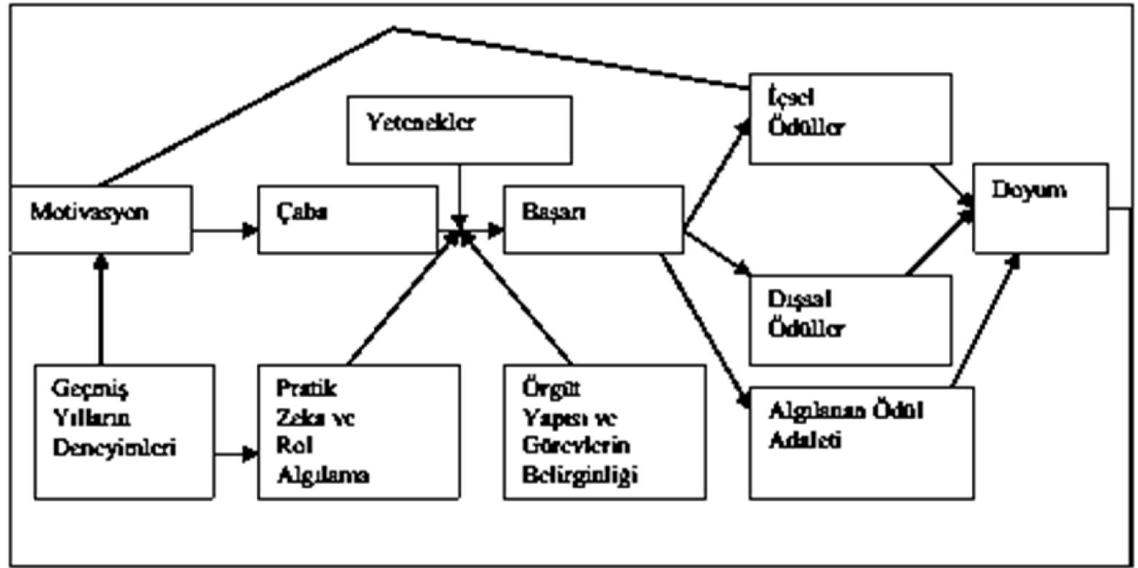 Yetenekler
İçsel
Ödüller
Motivasyon
Çaba
Başarı
Doyum
Dışsal
Ödüller
Geçmiş
Yılların
Deneyimleri
Pratik
Zeka ve
Rol
Algılama
Örgüt
Yapısı ve
Görevlerin
Belirginliği
Algılanan Ödül
Adaleti